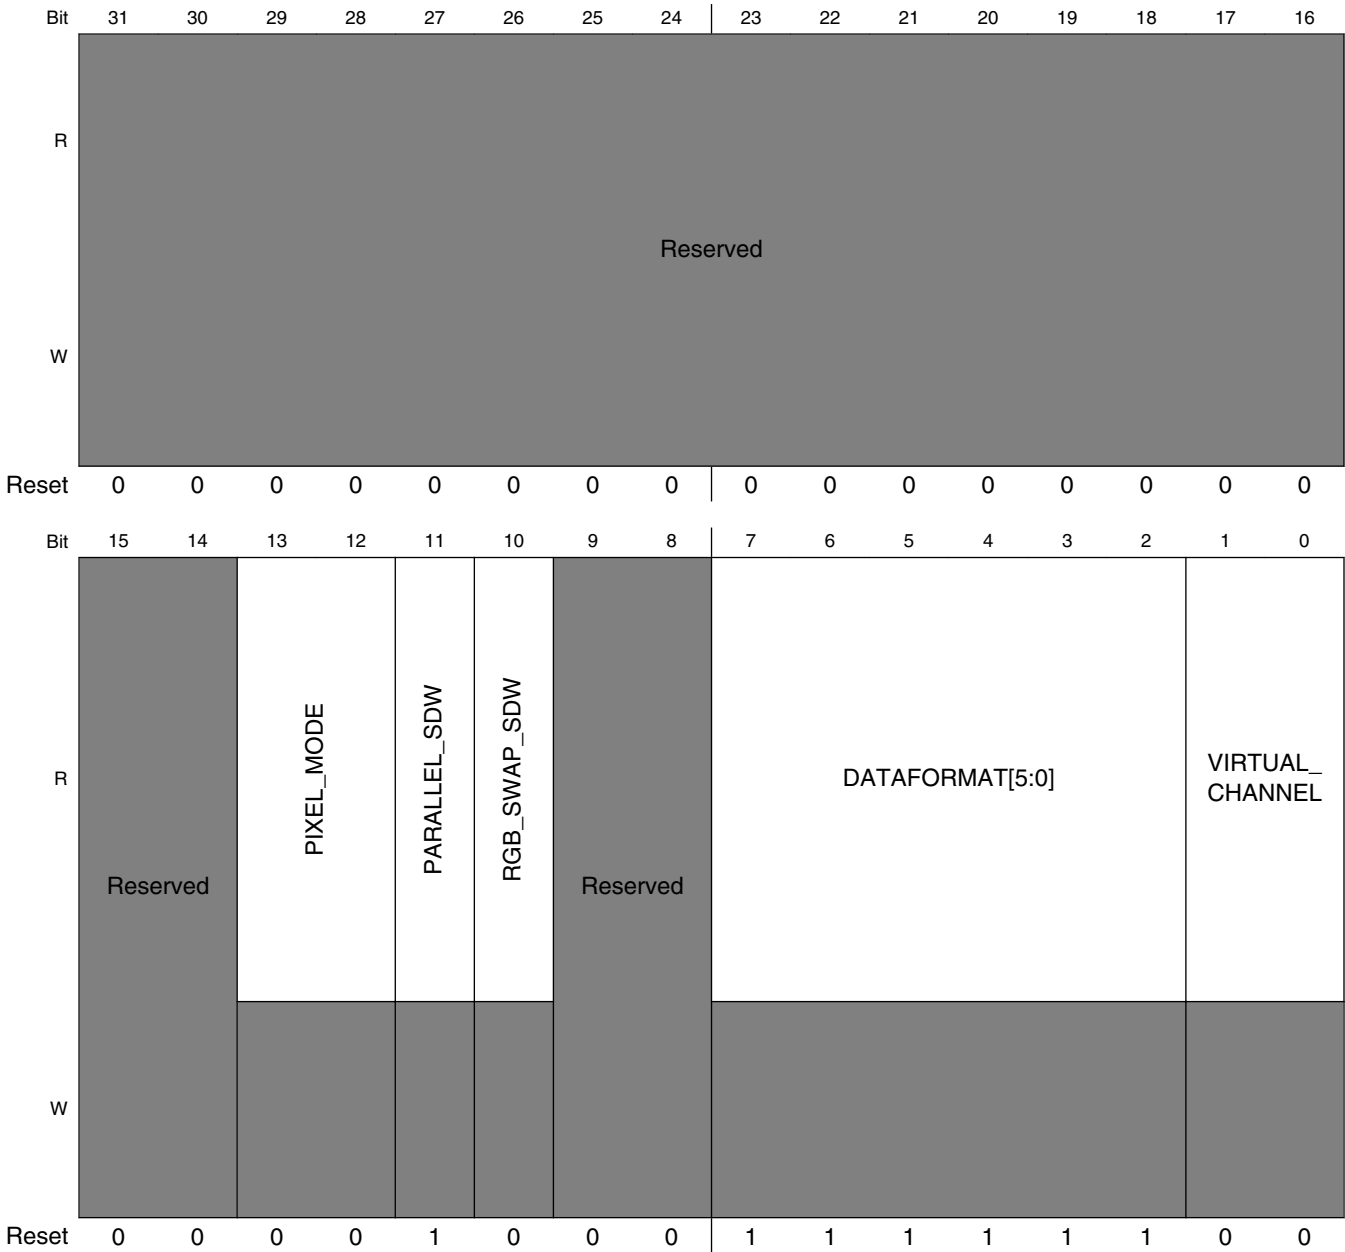 Bit 31 30 29 28 27 26 25 24 23 22 21 20 19 18 17 16
R
Reserved
W
Reset 0 0 0 0 0 0 0 0 0 0 0 0 0 0 0 0
Bit 15 14 13 12 11 10 9 8 7 6 5 4 3 2 1 0
R
Reserved
PIXEL_MODE
PARALLEL_SDW
RGB_SWAP_SDW
Reserved
DATAFORMAT[5:0]
VIRTUAL_
CHANNEL
W
Reset 0 0 0 0 1 0 0 0 1 1 1 1 1 1 0 0